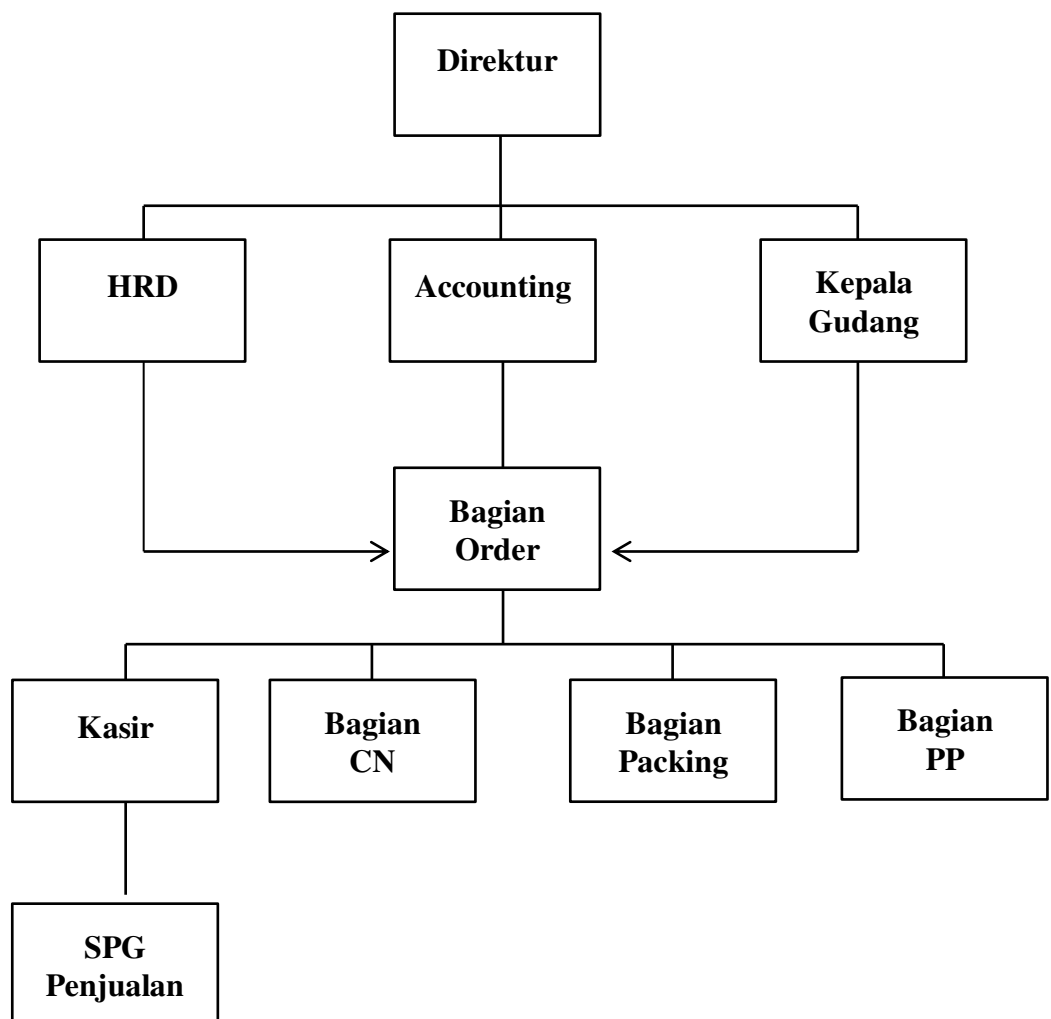 Direktur
HRD
Accounting
Kepala
Gudang
Bagian
Order
Kasir
Bagian
CN
Bagian
Packing
Bagian
PP
SPG
Penjualan